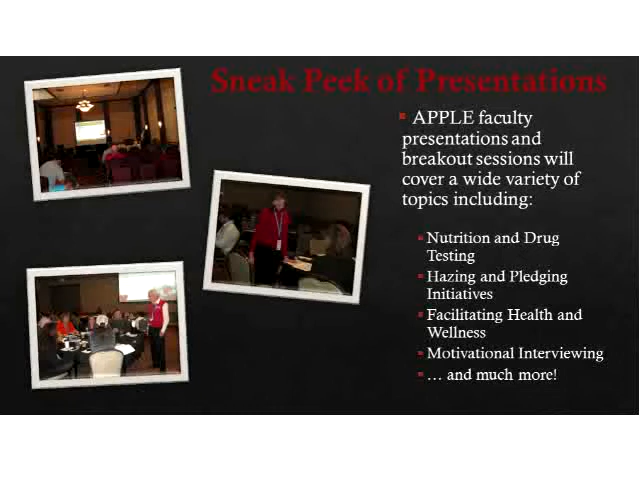 Sneak Peek of Presentations
▪ APPLE faculty
presentations and
breakout sessions will
cover a wide variety of
topics including:
▪ Nutrition and Drug
Testing
▪ Hazing and Pledging
Initiatives
▪ Facilitating Health and
Wellness
▪ Motivational Interviewing
▪ … and much more!